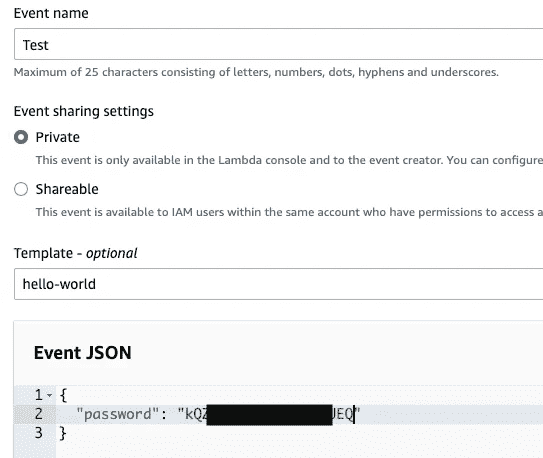 Event name
Test
Maximum of 25 characters consisting of letters, numbers, dots, hyphens and underscores.
Event sharing settings
Private
This event is only available in the Lambda console and to the event creator. You can configure
Shareable
This event is available to IAM users within the same account who have permissions to access a
Template - optional
hello-world
Event JSON
1 {
2 "password": "kQZ JEQ"
3 }